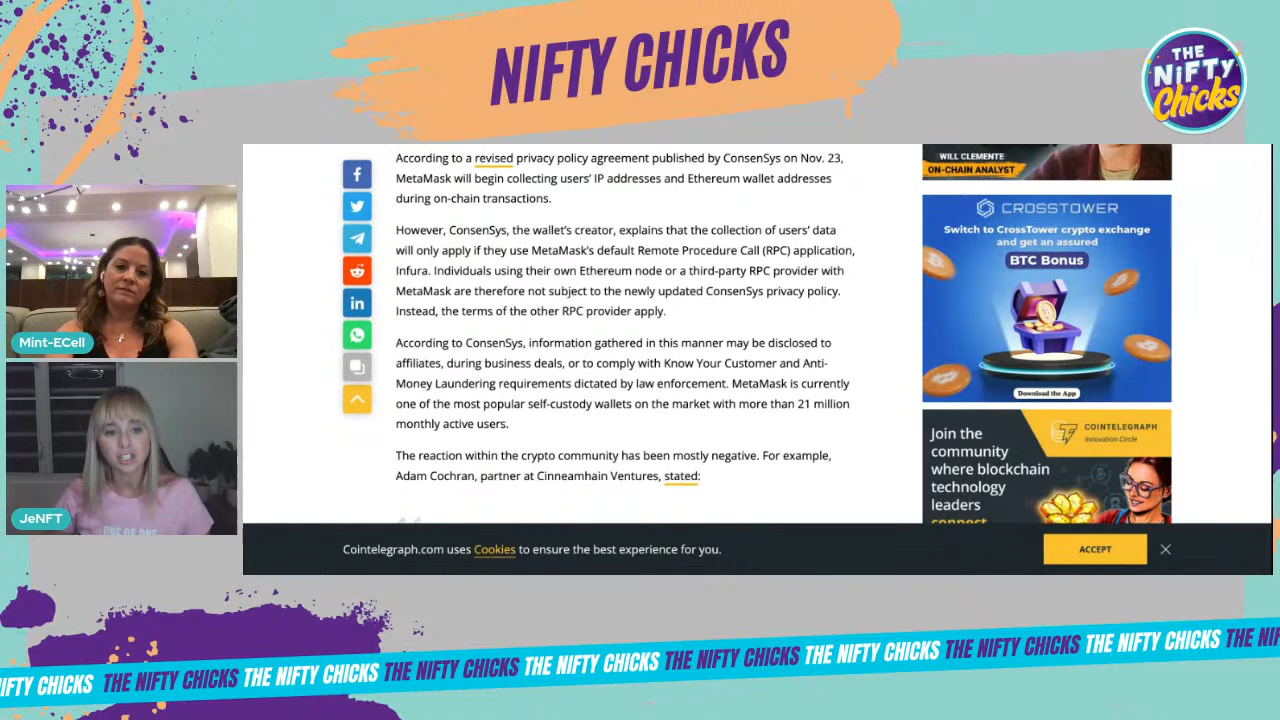 NIFTY CHICKS
THE
NiFTy
Chicks
According to a revised privacy policy agreement published by ConsenSys on Nov. 23,
MetaMask will begin collecting users' IP addresses and Ethereum wallet addresses
during on-chain transactions.
However, ConsenSys, the wallet's creator, explains that the collection of users' data
will only apply if they use MetaMask's default Remote Procedure Call (RPC) application,
Infura. Individuals using their own Ethereum node or a third-party RPC provider with
MetaMask are therefore not subject to the newly updated ConsenSys privacy policy.
Instead, the terms of the other RPC provider apply.
According to ConsenSys, information gathered in this manner may be disclosed to
affiliates, during business deals, or to comply with Know Your Customer and Anti-
Money Laundering requirements dictated by law enforcement. MetaMask is currently
one of the most popular self-custody wallets on the market with more than 21 million
monthly active users.
The reaction within the crypto community has been mostly negative. For example,
Adam Cochran, partner at Cinneamhain Ventures, stated:
WILL CLEMENTE
ON-CHAIN ANALYST
CROSSTOWER
Switch to CrossTower crypto exchange
and get an assured
BTC Bonus
Download the App
COINTELEGRAPH
Innovation Circle
Join the
community
where blockchain
technology
leaders
connect
Mint-ECell
JeNFT
ONE OF ONE
Cointelegraph.com uses Cookies to ensure the best experience for you.
ACCEPT
NIFTY CHICKS THE NIFTY CHICKS THE NIFTY CHICKS THE NIFTY CHICKS THE NIFTY CHICKS THE NIFTY CHICKS THE NIFTY CHICKS THE NIFTY CHICKS THE NIFTY CHICKS THE NIF